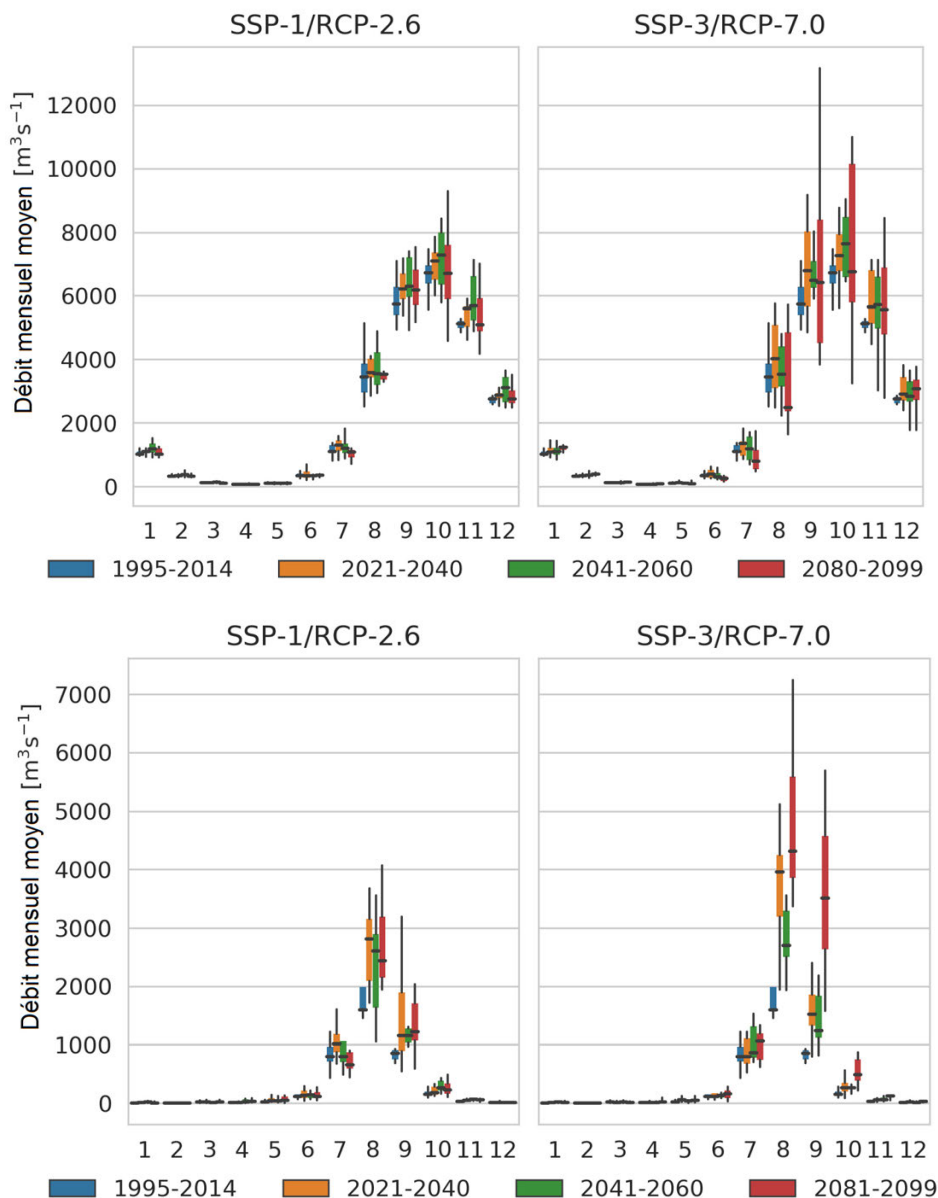 SSP-1/RCP-2.6 SSP-3/RCP-7.0
Débit mensuel moyen [m³s⁻¹]
12000
10000
8000
6000
4000
2000
0
1 2 3 4 5 6 7 8 9 10 11 12 1 2 3 4 5 6 7 8 9 10 11 12
1995-2014 2021-2040 2041-2060 2080-2099
SSP-1/RCP-2.6 SSP-3/RCP-7.0
Débit mensuel moyen [m³s⁻¹]
7000
6000
5000
4000
3000
2000
1000
0
1 2 3 4 5 6 7 8 9 10 11 12 1 2 3 4 5 6 7 8 9 10 11 12
1995-2014 2021-2040 2041-2060 2081-2099